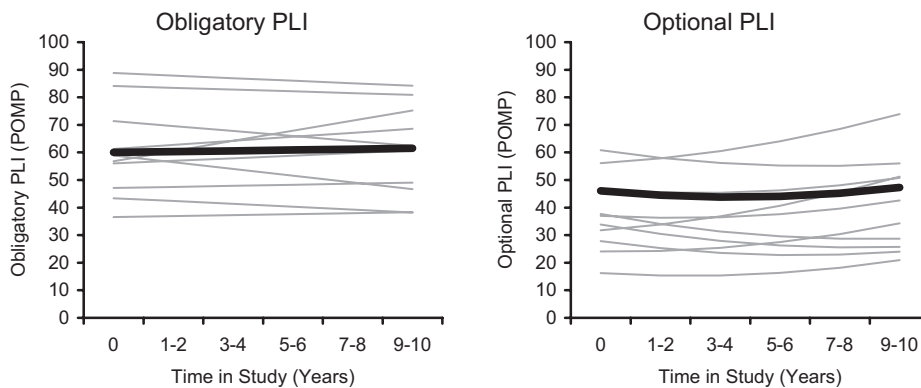 Obligatory PLI
100
90
80
70
60
50
40
30
20
10
0
Obligatory PLI (POMP)
0 1-2 3-4 5-6 7-8 9-10
Time in Study (Years)
Optional PLI
100
90
80
70
60
50
40
30
20
10
0
Optional PLI (POMP)
0 1-2 3-4 5-6 7-8 9-10
Time in Study (Years)